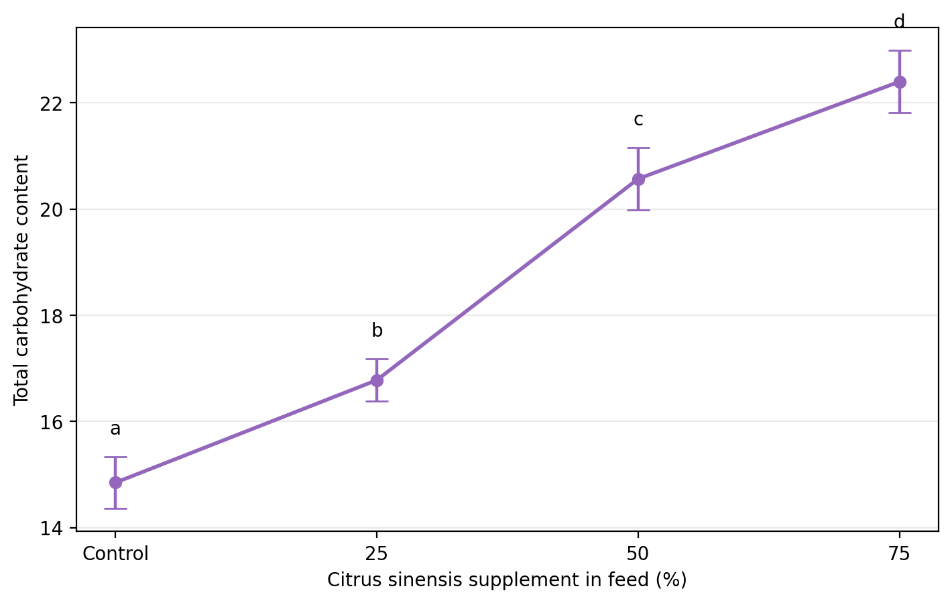 d
c
b
a
22
20
18
16
14
Total carbohydrate content
Control 25 50 75
Citrus sinensis supplement in feed (%)